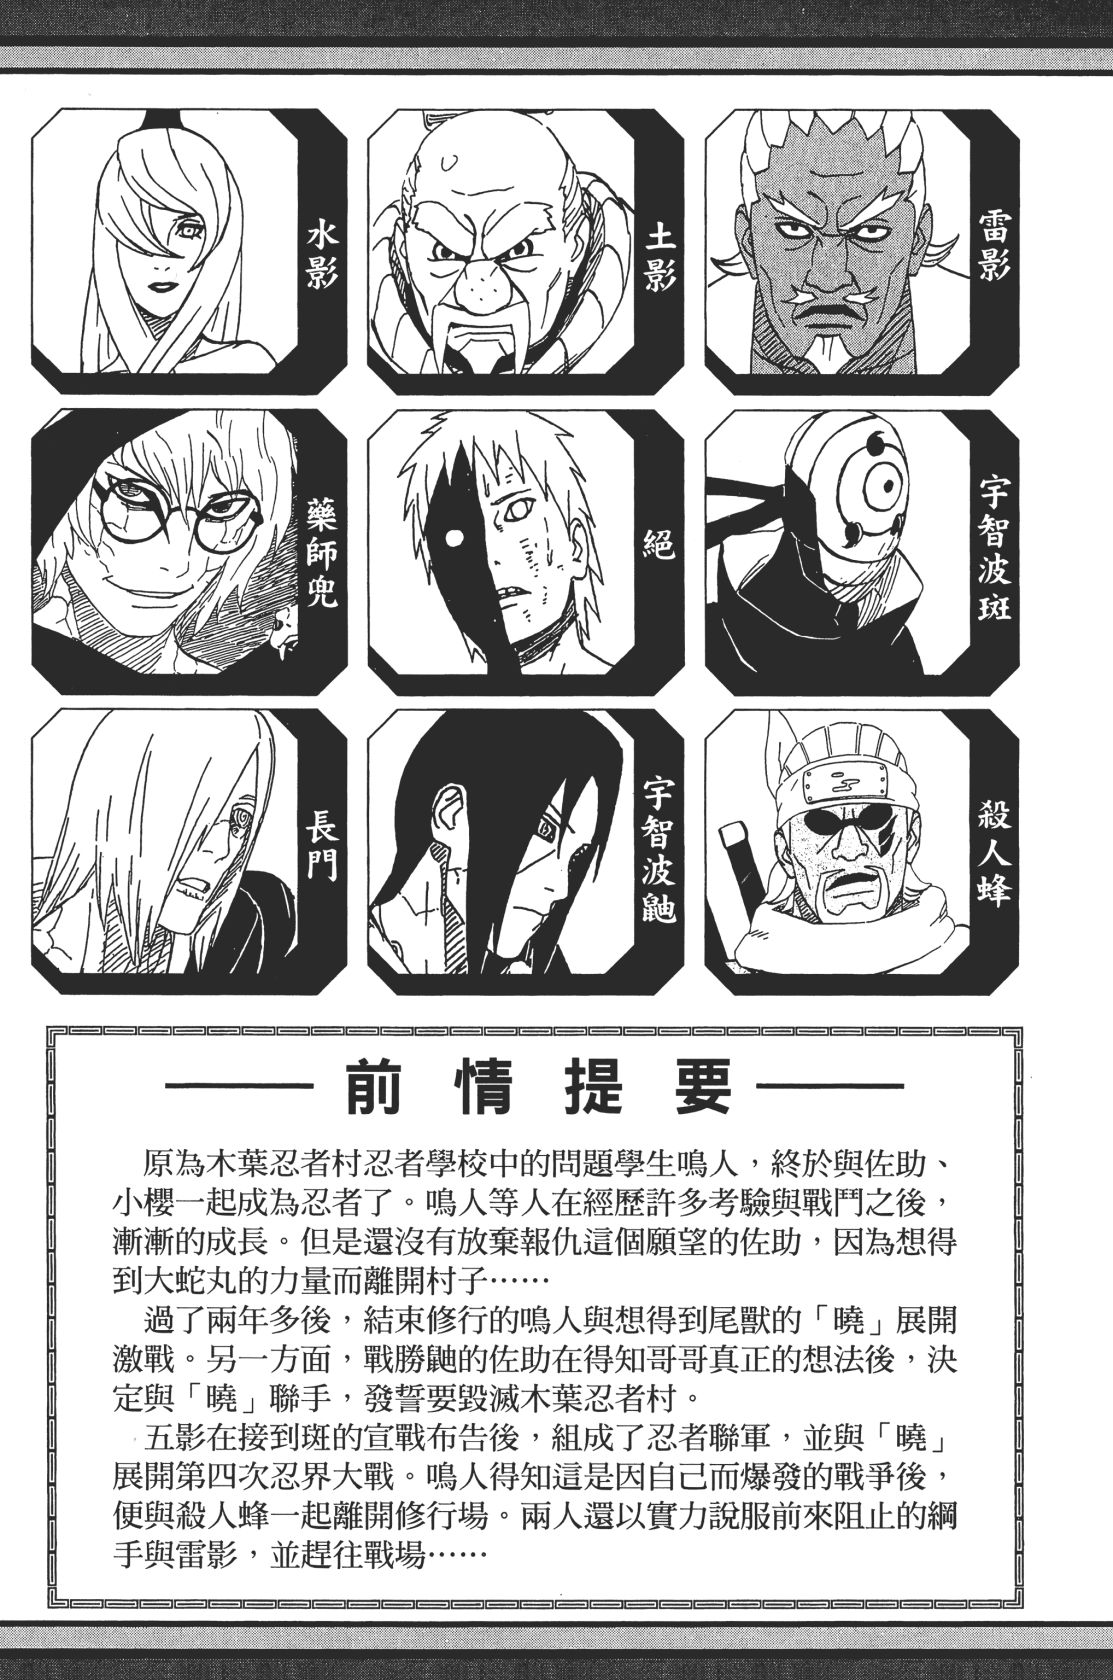 雷影
土影
水影
宇智波斑
絕
藥師兜
殺人蜂
宇智波鼬
長門
前情提要
原為木葉忍者村忍者學校中的問題學生鳴人，終於與佐助、
小櫻一起成為忍者了。鳴人等人在經歷許多考驗與戰鬥之後，
漸漸的成長。但是還沒有放棄報仇這個願望的佐助，因為想得
到大蛇丸的力量而離開村子⋯⋯
過了兩年多後，結束修行的鳴人與想得到尾獸的「曉」展開
激戰。另一方面，戰勝鼬的佐助在得知哥哥真正的想法後，決
定與「曉」聯手，發誓要毀滅木葉忍者村。
五影在接到斑的宣戰布告後，組成了忍者聯軍，並與「曉」
展開第四次忍界大戰。鳴人得知這是因自己而爆發的戰爭後，
便與殺人蜂一起離開修行場。兩人還以實力說服前來阻止的綱
手與雷影，並趕往戰場⋯⋯